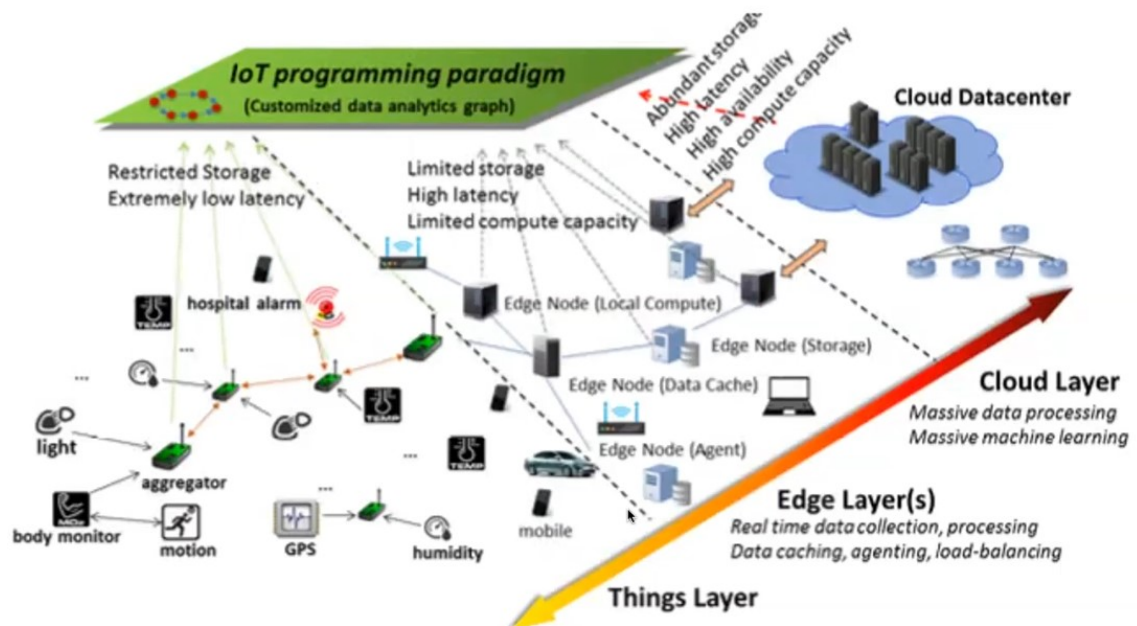 IoT programming paradigm
(Customized data analytics graph)
Abundant storage
High latency
High availability
High compute capacity
Cloud Datacenter
Restricted Storage
Extremely low latency
Limited storage
High latency
Limited compute capacity
hospital alarm
TEMP
Edge Node (Local Compute)
Edge Node (Storage)
Edge Node (Data Cache)
Edge Node (Agent)
...
...
light
TEMP
TEMP
...
...
aggregator
body monitor
motion
GPS
humidity
mobile
Cloud Layer
Massive data processing
Massive machine learning
Edge Layer(s)
Real time data collection, processing
Data caching, agenting, load-balancing
Things Layer